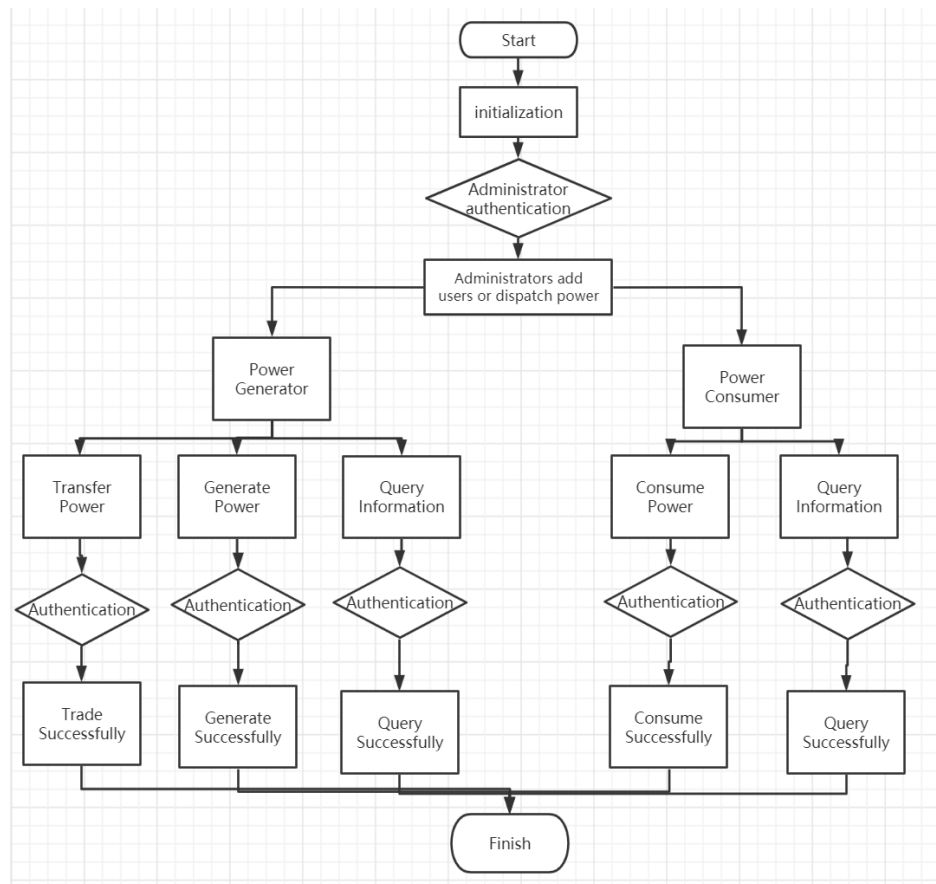 Start
initialization
Administrator
authentication
Administrators add
users or dispatch power
Power
Generator
Power
Consumer
Transfer
Power
Generate
Power
Query
Information
Consume
Power
Query
Information
Authentication
Authentication
Authentication
Authentication
Authentication
Trade
Successfully
Generate
Successfully
Query
Successfully
Consume
Successfully
Query
Successfully
Finish